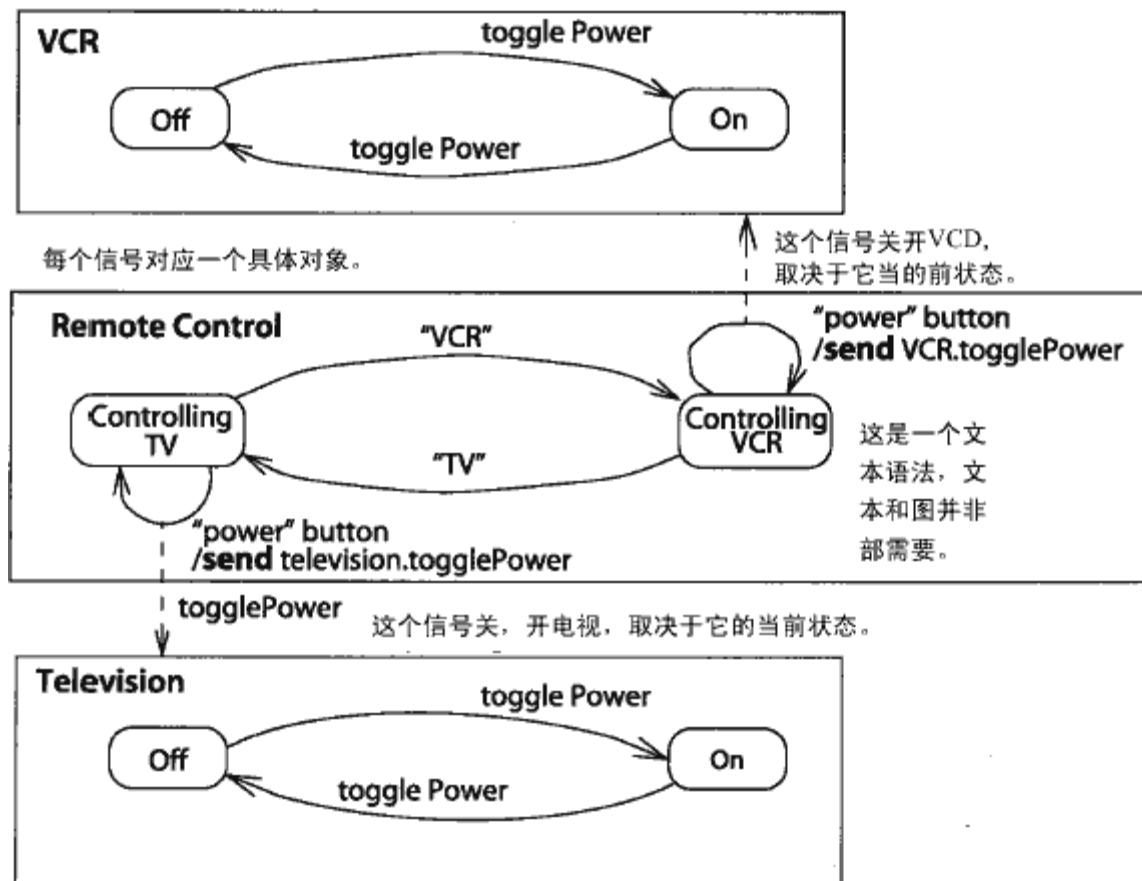 VCR
toggle Power
Off
On
toggle Power
每个信号对应一个具体对象。
这个信号关开VCD,
取决于它当的前状态。
Remote Control
"VCR"
"power" button
/send VCR.togglePower
Controlling
TV
Controlling
VCR
"TV"
这是一个文
本语法，文
本和图并非
部需要。
"power" button
/send television.togglePower
togglePower
这个信号关，开电视，取决于它的当前状态。
Television
toggle Power
Off
On
toggle Power